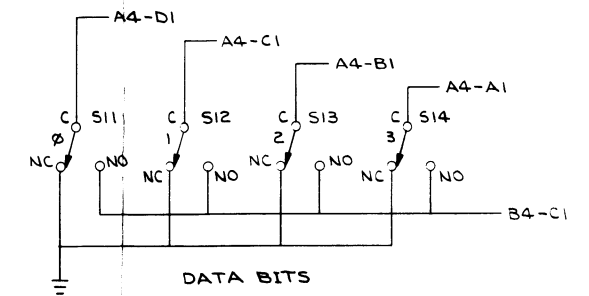 A4-D1
A4-C1
A4-B1
A4-A1
C S11
C S12
C S13
C S14
Ø
1
2
3
NC NO
NC NO
NC NO
NC NO
B4-C1
DATA BITS